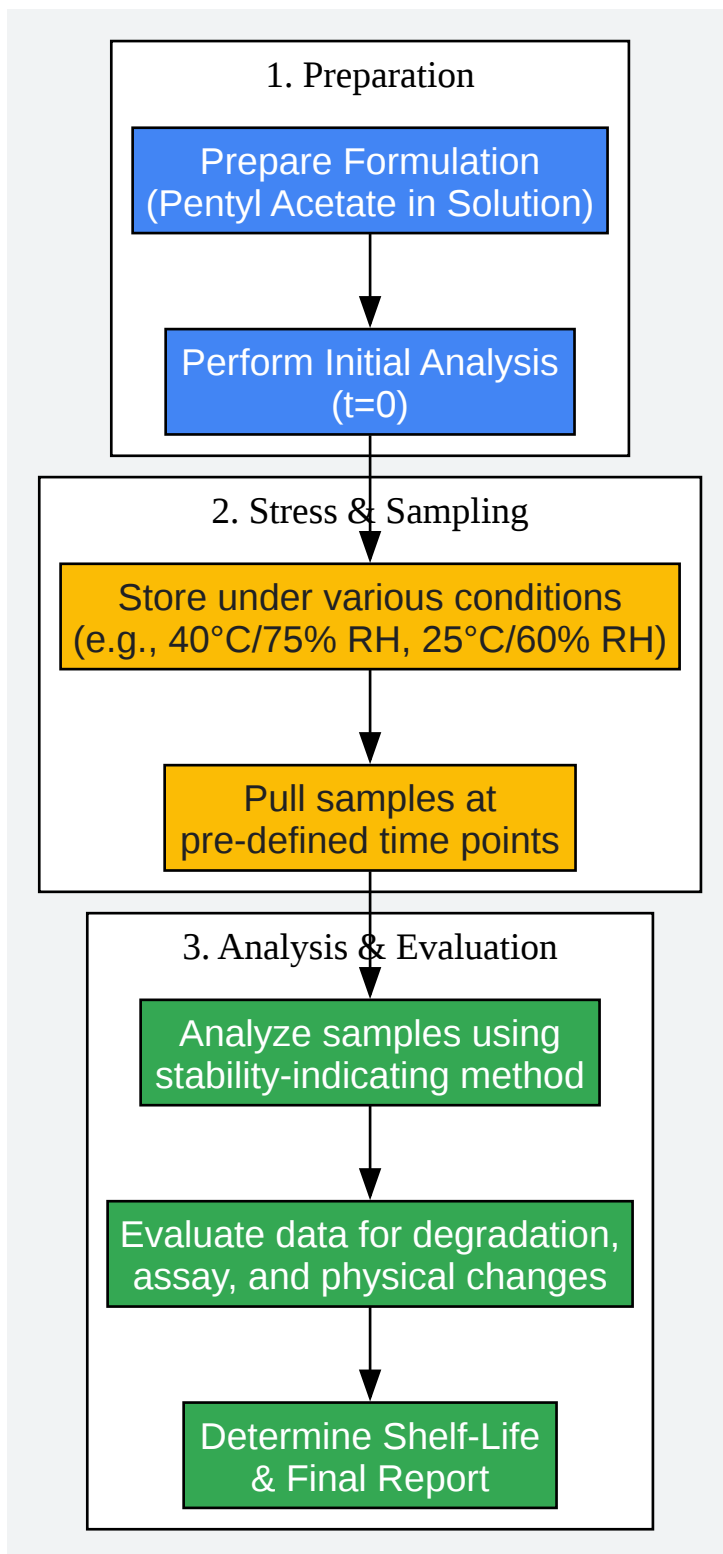 1. Preparation
Prepare Formulation
(Pentyl Acetate in Solution)
Perform Initial Analysis
(t=0)
2. Stress & Sampling
Store under various conditions
(e.g., 40°C/75% RH, 25°C/60% RH)
Pull samples at
pre-defined time points
3. Analysis & Evaluation
Analyze samples using
stability-indicating method
Evaluate data for degradation,
assay, and physical changes
Determine Shelf-Life
& Final Report